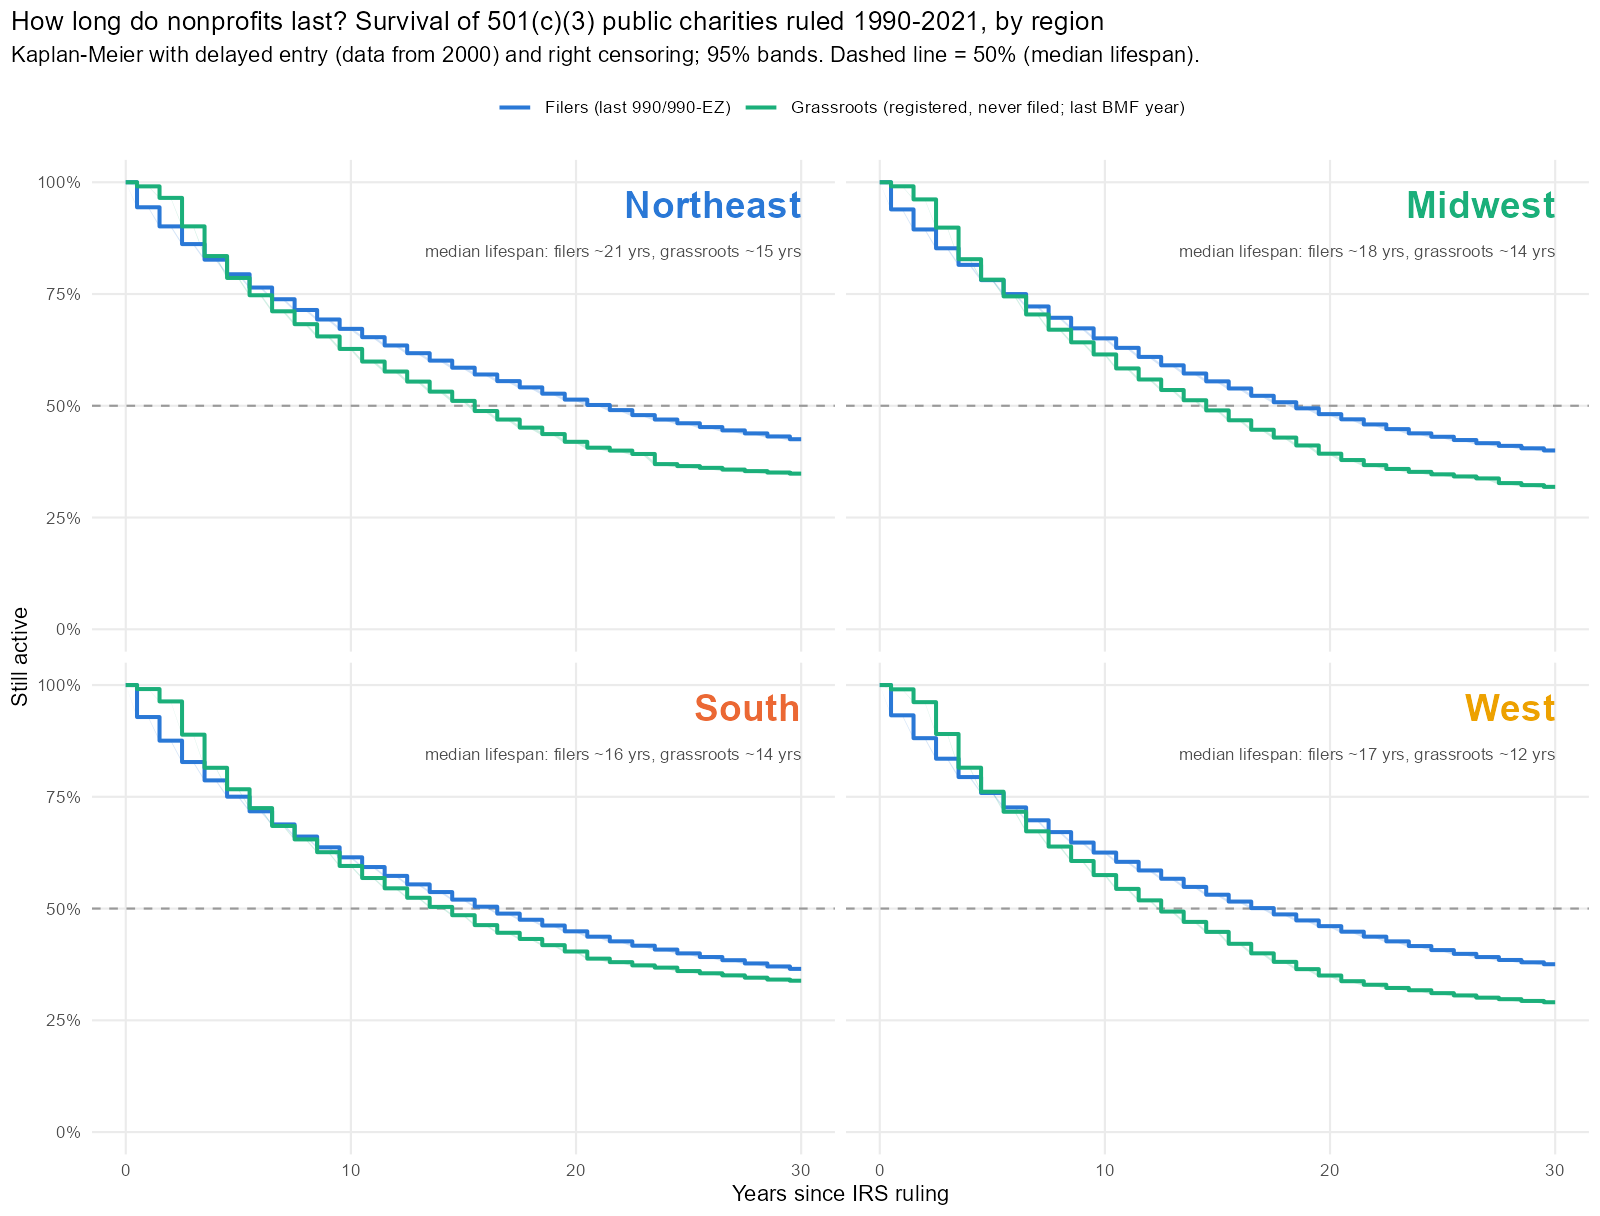 How long do nonprofits last? Survival of 501(c)(3) public charities ruled 1990-2021, by region
Kaplan-Meier with delayed entry (data from 2000) and right censoring; 95% bands. Dashed line = 50% (median lifespan).
Filers (last 990/990-EZ) Grassroots (registered, never filed; last BMF year)
Northeast
median lifespan: filers ~21 yrs, grassroots ~15 yrs
100%
75%
50%
25%
0%
Midwest
median lifespan: filers ~18 yrs, grassroots ~14 yrs
Still active
South
median lifespan: filers ~16 yrs, grassroots ~14 yrs
100%
75%
50%
25%
0%
West
median lifespan: filers ~17 yrs, grassroots ~12 yrs
0 10 20 30 0 10 20 30
Years since IRS ruling